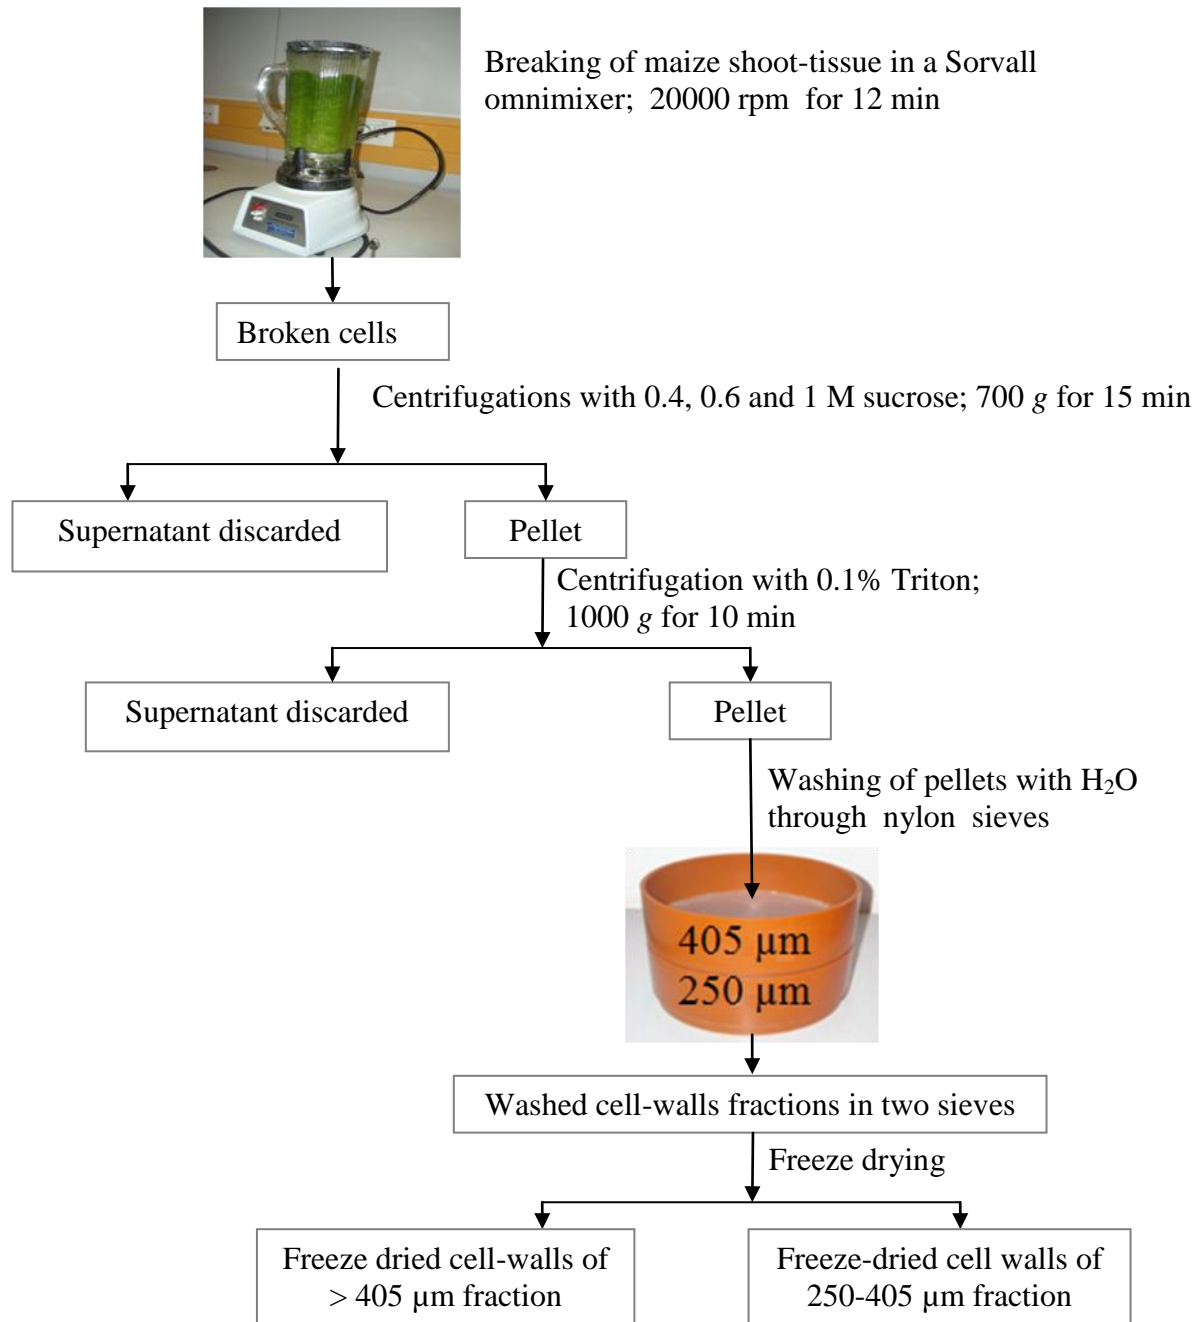 Breaking of maize shoot-tissue in a Sorvall
omnimixer; 20000 rpm for 12 min
Broken cells
Centrifugations with 0.4, 0.6 and 1 M sucrose; 700 g for 15 min
Supernatant discarded
Pellet
Centrifugation with 0.1% Triton;
1000 g for 10 min
Supernatant discarded
Pellet
Washing of pellets with H₂O
through nylon sieves
405 µm
250 µm
Washed cell-walls fractions in two sieves
Freeze drying
Freeze dried cell-walls of
> 405 µm fraction
Freeze-dried cell walls of
250-405 µm fraction